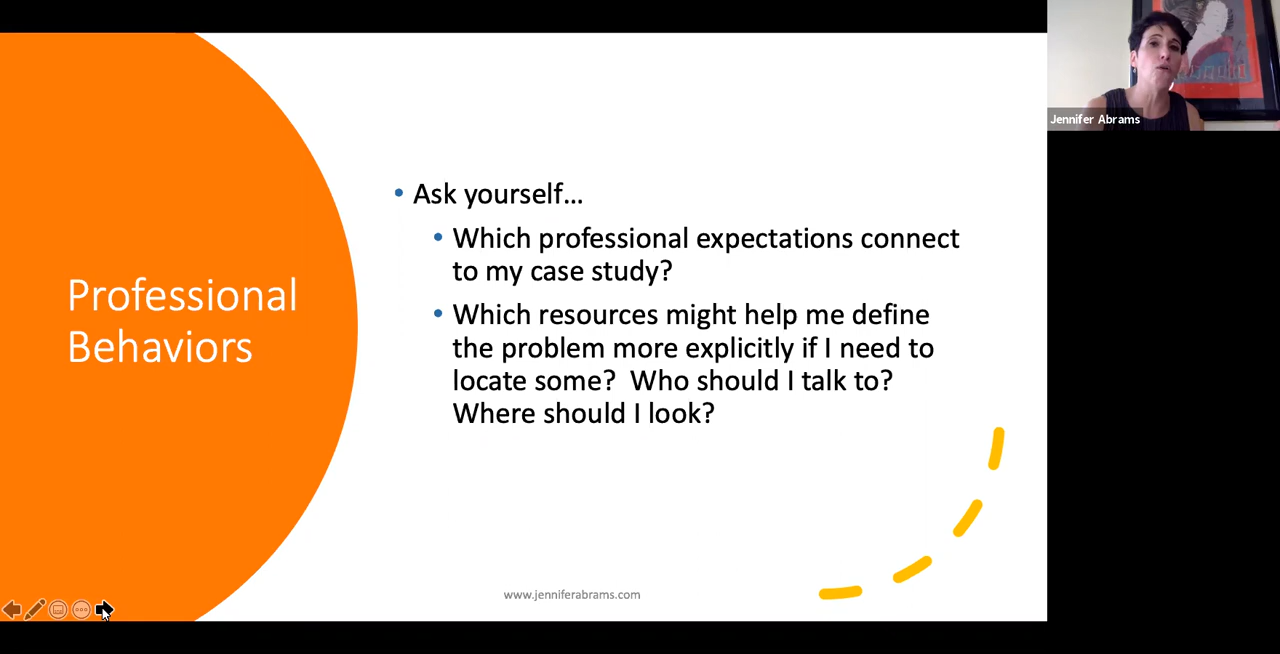 Jennifer Abrams
Professional
Behaviors
• Ask yourself…
• Which professional expectations connect
to my case study?
• Which resources might help me define
the problem more explicitly if I need to
locate some?  Who should I talk to?
Where should I look?
www.jenniferabrams.com